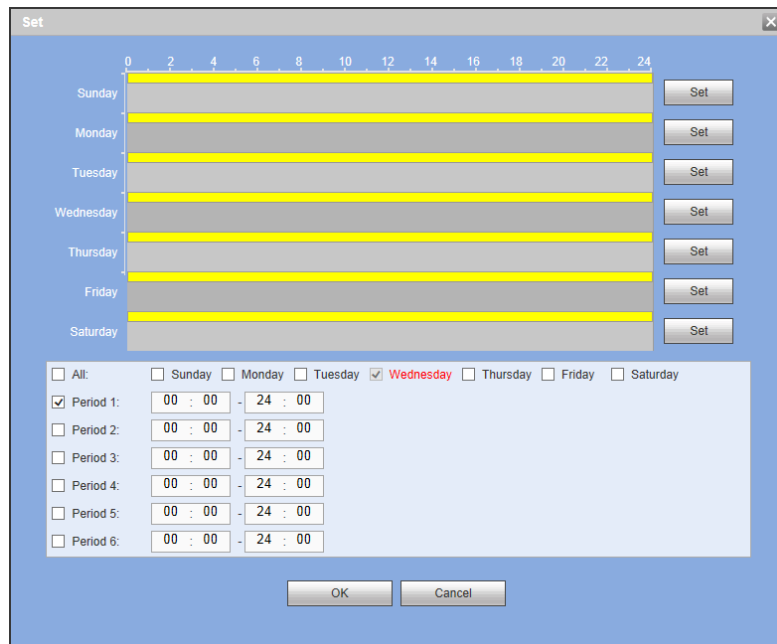 Set
0 2 4 6 8 10 12 14 16 18 20 22 24
Sunday Set
Monday Set
Tuesday Set
Wednesday Set
Thursday Set
Friday Set
Saturday Set
All: Sunday Monday Tuesday Wednesday Thursday Friday Saturday
Period 1: 00 : 00 - 24 : 00
Period 2: 00 : 00 - 24 : 00
Period 3: 00 : 00 - 24 : 00
Period 4: 00 : 00 - 24 : 00
Period 5: 00 : 00 - 24 : 00
Period 6: 00 : 00 - 24 : 00
OK Cancel